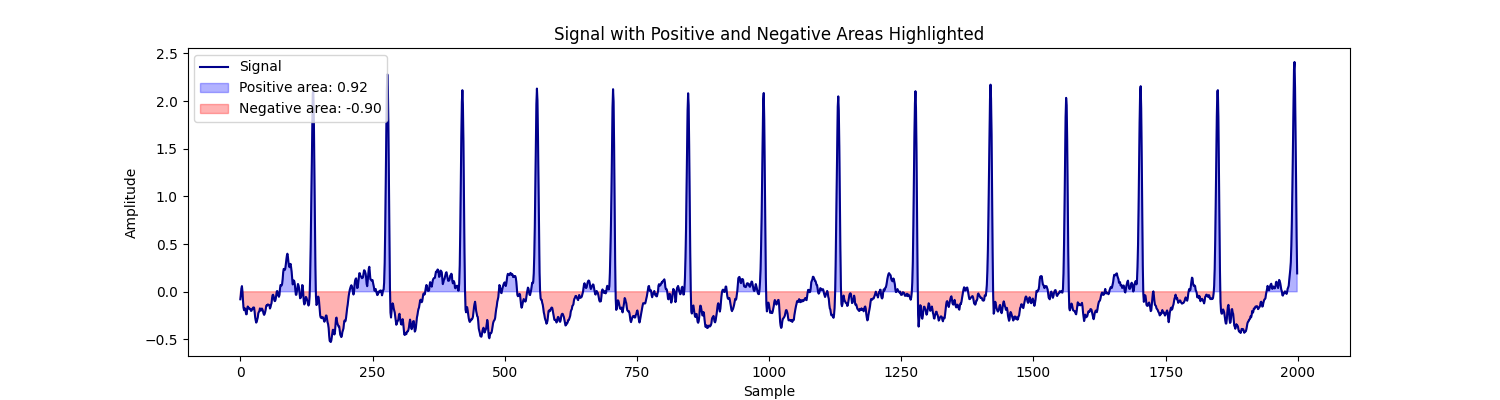 Signal with Positive and Negative Areas Highlighted
2.5
2.0
1.5
1.0
0.5
0.0
−0.5
Amplitude
Signal
Positive area: 0.92
Negative area: -0.90
0 250 500 750 1000 1250 1500 1750 2000
Sample